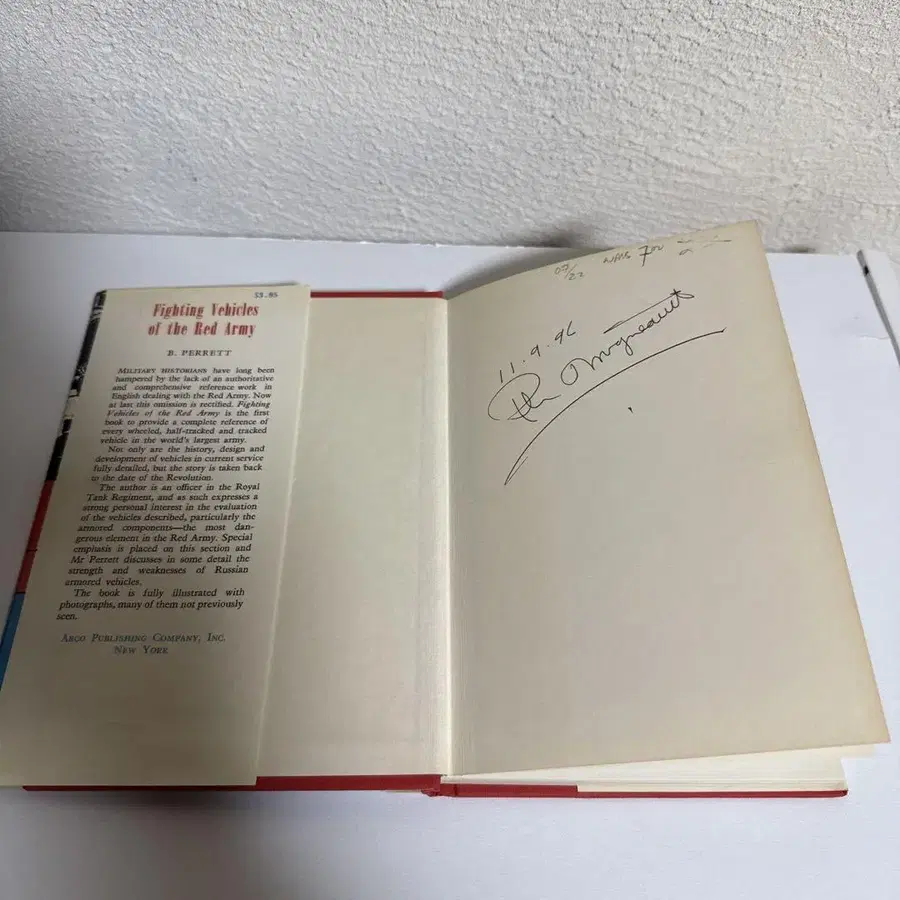 $3.95
Fighting Vehicles
of the Red Army
B. PERRETT
MILITARY HISTORIANS have long been
hampered by the lack of an authoritative
and comprehensive reference work in
English dealing with the Red Army. Now
at last this omission is rectified. Fighting
Vehicles of the Red Army is the first
book to provide a complete reference of
every wheeled, half-tracked and tracked
vehicle in the world's largest army.
Not only are the history, design and
development of vehicles in current service
fully detailed, but the story is taken back
to the date of the Revolution.
The author is an officer in the Royal
Tank Regiment, and as such expresses a
strong personal interest in the evaluation
of the vehicles described, particularly the
armored components—the most dan-
gerous element in the Red Army. Special
emphasis is placed on this section and
Mr Perrett discusses in some detail the
strength and weaknesses of Russian
armored vehicles.
The book is fully illustrated with
photographs, many of them not previously
seen.
ARCO PUBLISHING COMPANY, INC.
NEW YORK
07/22 WAS 7
11.9.96